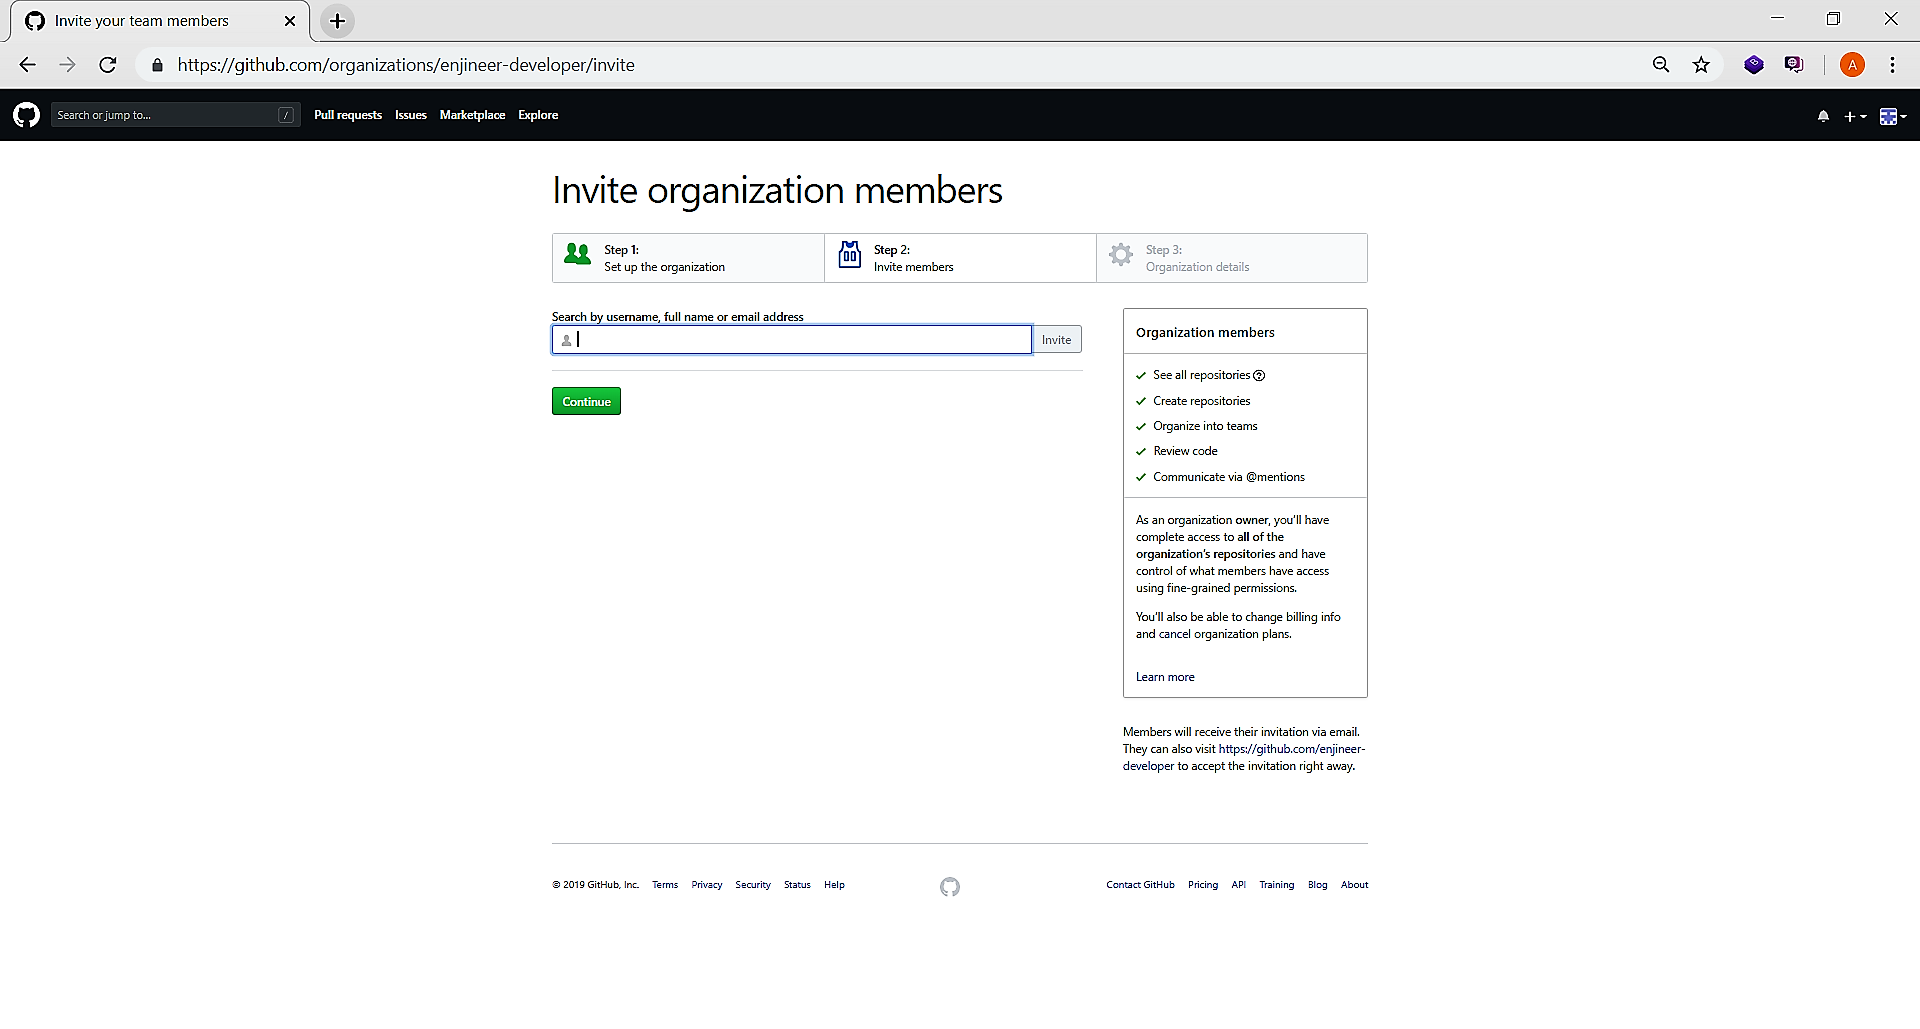 Invite your team members
https://github.com/organizations/enjineer-developer/invite
A
Search or jump to... /
Pull requests Issues Marketplace Explore
Invite organization members
Step 1:
Set up the organization
Step 2:
Invite members
Step 3:
Organization details
Search by username, full name or email address
Invite
Continue
Organization members
See all repositories
Create repositories
Organize into teams
Review code
Communicate via @mentions
As an organization owner, you'll have
complete access to all of the
organization's repositories and have
control of what members have access
using fine-grained permissions.
You'll also be able to change billing info
and cancel organization plans.
Learn more
Members will receive their invitation via email.
They can also visit https://github.com/enjineer-
developer to accept the invitation right away.
© 2019 GitHub, Inc. Terms Privacy Security Status Help
Contact GitHub Pricing API Training Blog About